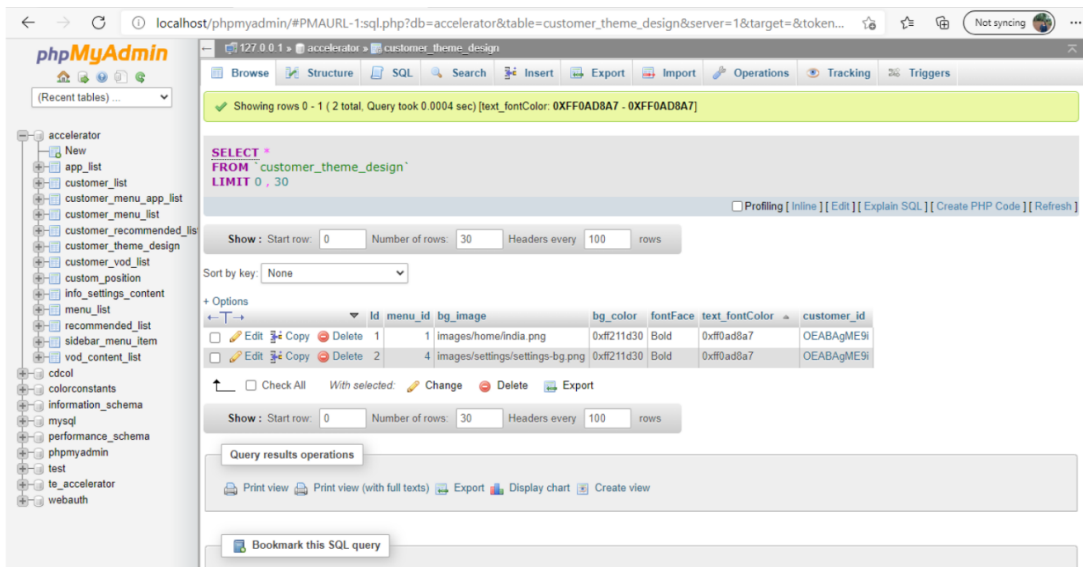 localhost/phpmyadmin/#PMAURL-1:sql.php?db=accelerator&table=customer_theme_design&server=1&target=&token...
Not syncing
phpMyAdmin
(Recent tables) ...
accelerator
New
app_list
customer_list
customer_menu_app_list
customer_menu_list
customer_recommended_lis
customer_theme_design
customer_vod_list
custom_position
info_settings_content
menu_list
recommended_list
sidebar_menu_item
vod_content_list
cdcol
colorconstants
information_schema
mysql
performance_schema
phpmyadmin
test
te_accelerator
webauth
127.0.0.1 » accelerator » customer_theme_design
Browse Structure SQL Search Insert Export Import Operations Tracking Triggers
Showing rows 0 - 1 ( 2 total, Query took 0.0004 sec) [text_fontColor: 0XFF0AD8A7 - 0XFF0AD8A7]
SELECT *
FROM `customer_theme_design`
LIMIT 0 , 30
Profiling [ Inline ] [ Edit ] [ Explain SQL ] [ Create PHP Code ] [ Refresh ]
Show : Start row: 0 Number of rows: 30 Headers every 100 rows
Sort by key: None
+ Options
←T→ Id menu_id bg_image bg_color fontFace text_fontColor customer_id
Edit Copy Delete 1 1 images/home/india.png 0xff211d30 Bold 0xff0ad8a7 OEABAgME9i
Edit Copy Delete 2 4 images/settings/settings-bg.png 0xff211d30 Bold 0xff0ad8a7 OEABAgME9i
Check All With selected: Change Delete Export
Show : Start row: 0 Number of rows: 30 Headers every 100 rows
Query results operations
Print view Print view (with full texts) Export Display chart Create view
Bookmark this SQL query